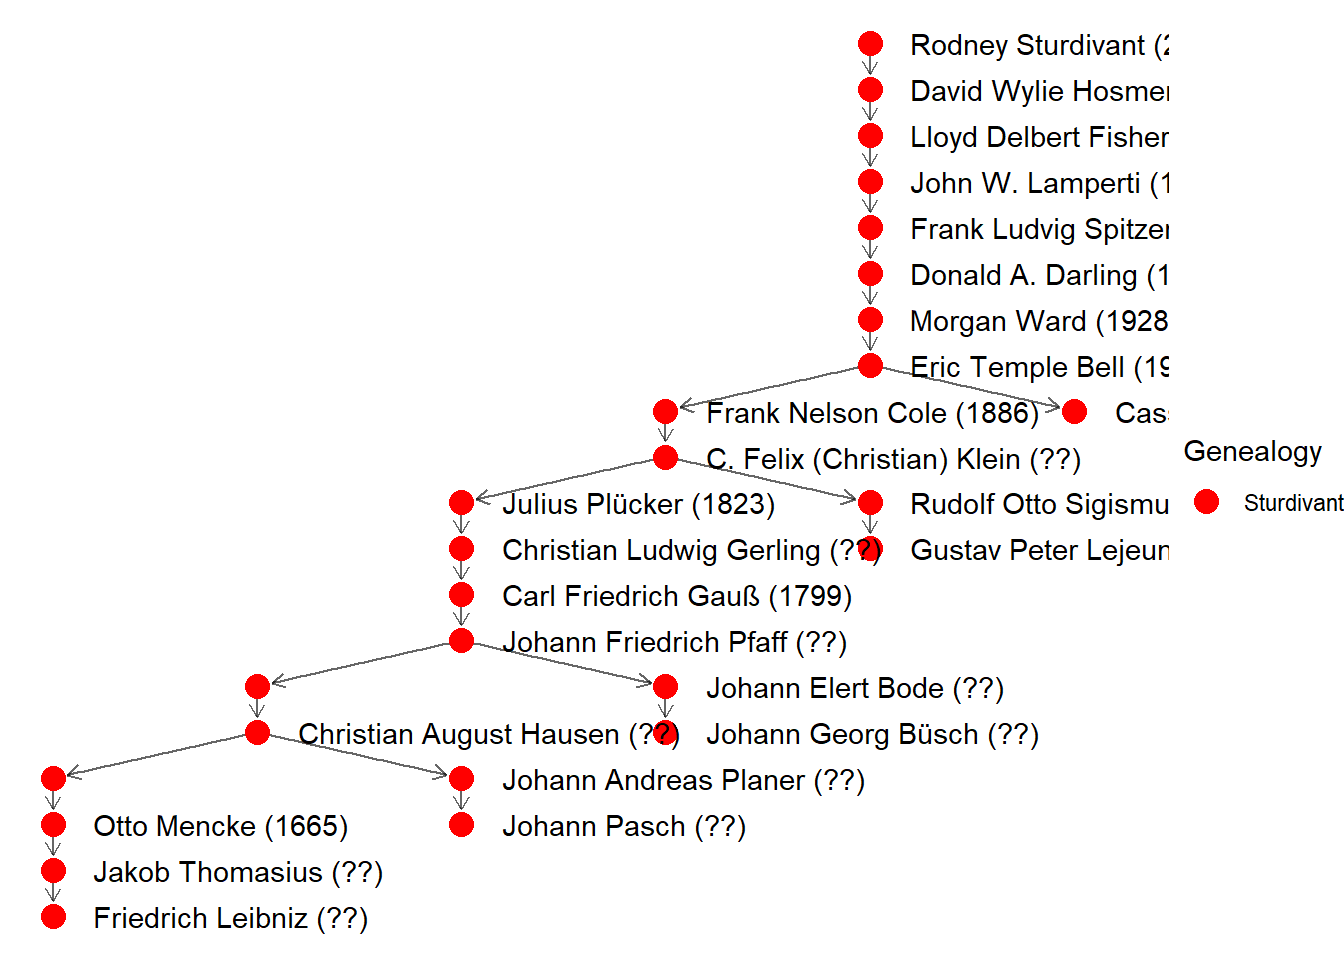 Rodney Sturdivant (2
David Wylie Hosmer
Lloyd Delbert Fisher
John W. Lamperti (1
Frank Ludvig Spitzer
Donald A. Darling (1
Morgan Ward (1928
Eric Temple Bell (19
Frank Nelson Cole (1886)
Cass
C. Felix (Christian) Klein (??)
Genealogy
Julius Plücker (1823)
Rudolf Otto Sigismu
Sturdivant
Christian Ludwig Gerling (??)
Gustav Peter Lejeun
Carl Friedrich Gauß (1799)
Johann Friedrich Pfaff (??)
Johann Elert Bode (??)
Christian August Hausen (??)
Johann Georg Büsch (??)
Johann Andreas Planer (??)
Otto Mencke (1665)
Johann Pasch (??)
Jakob Thomasius (??)
Friedrich Leibniz (??)